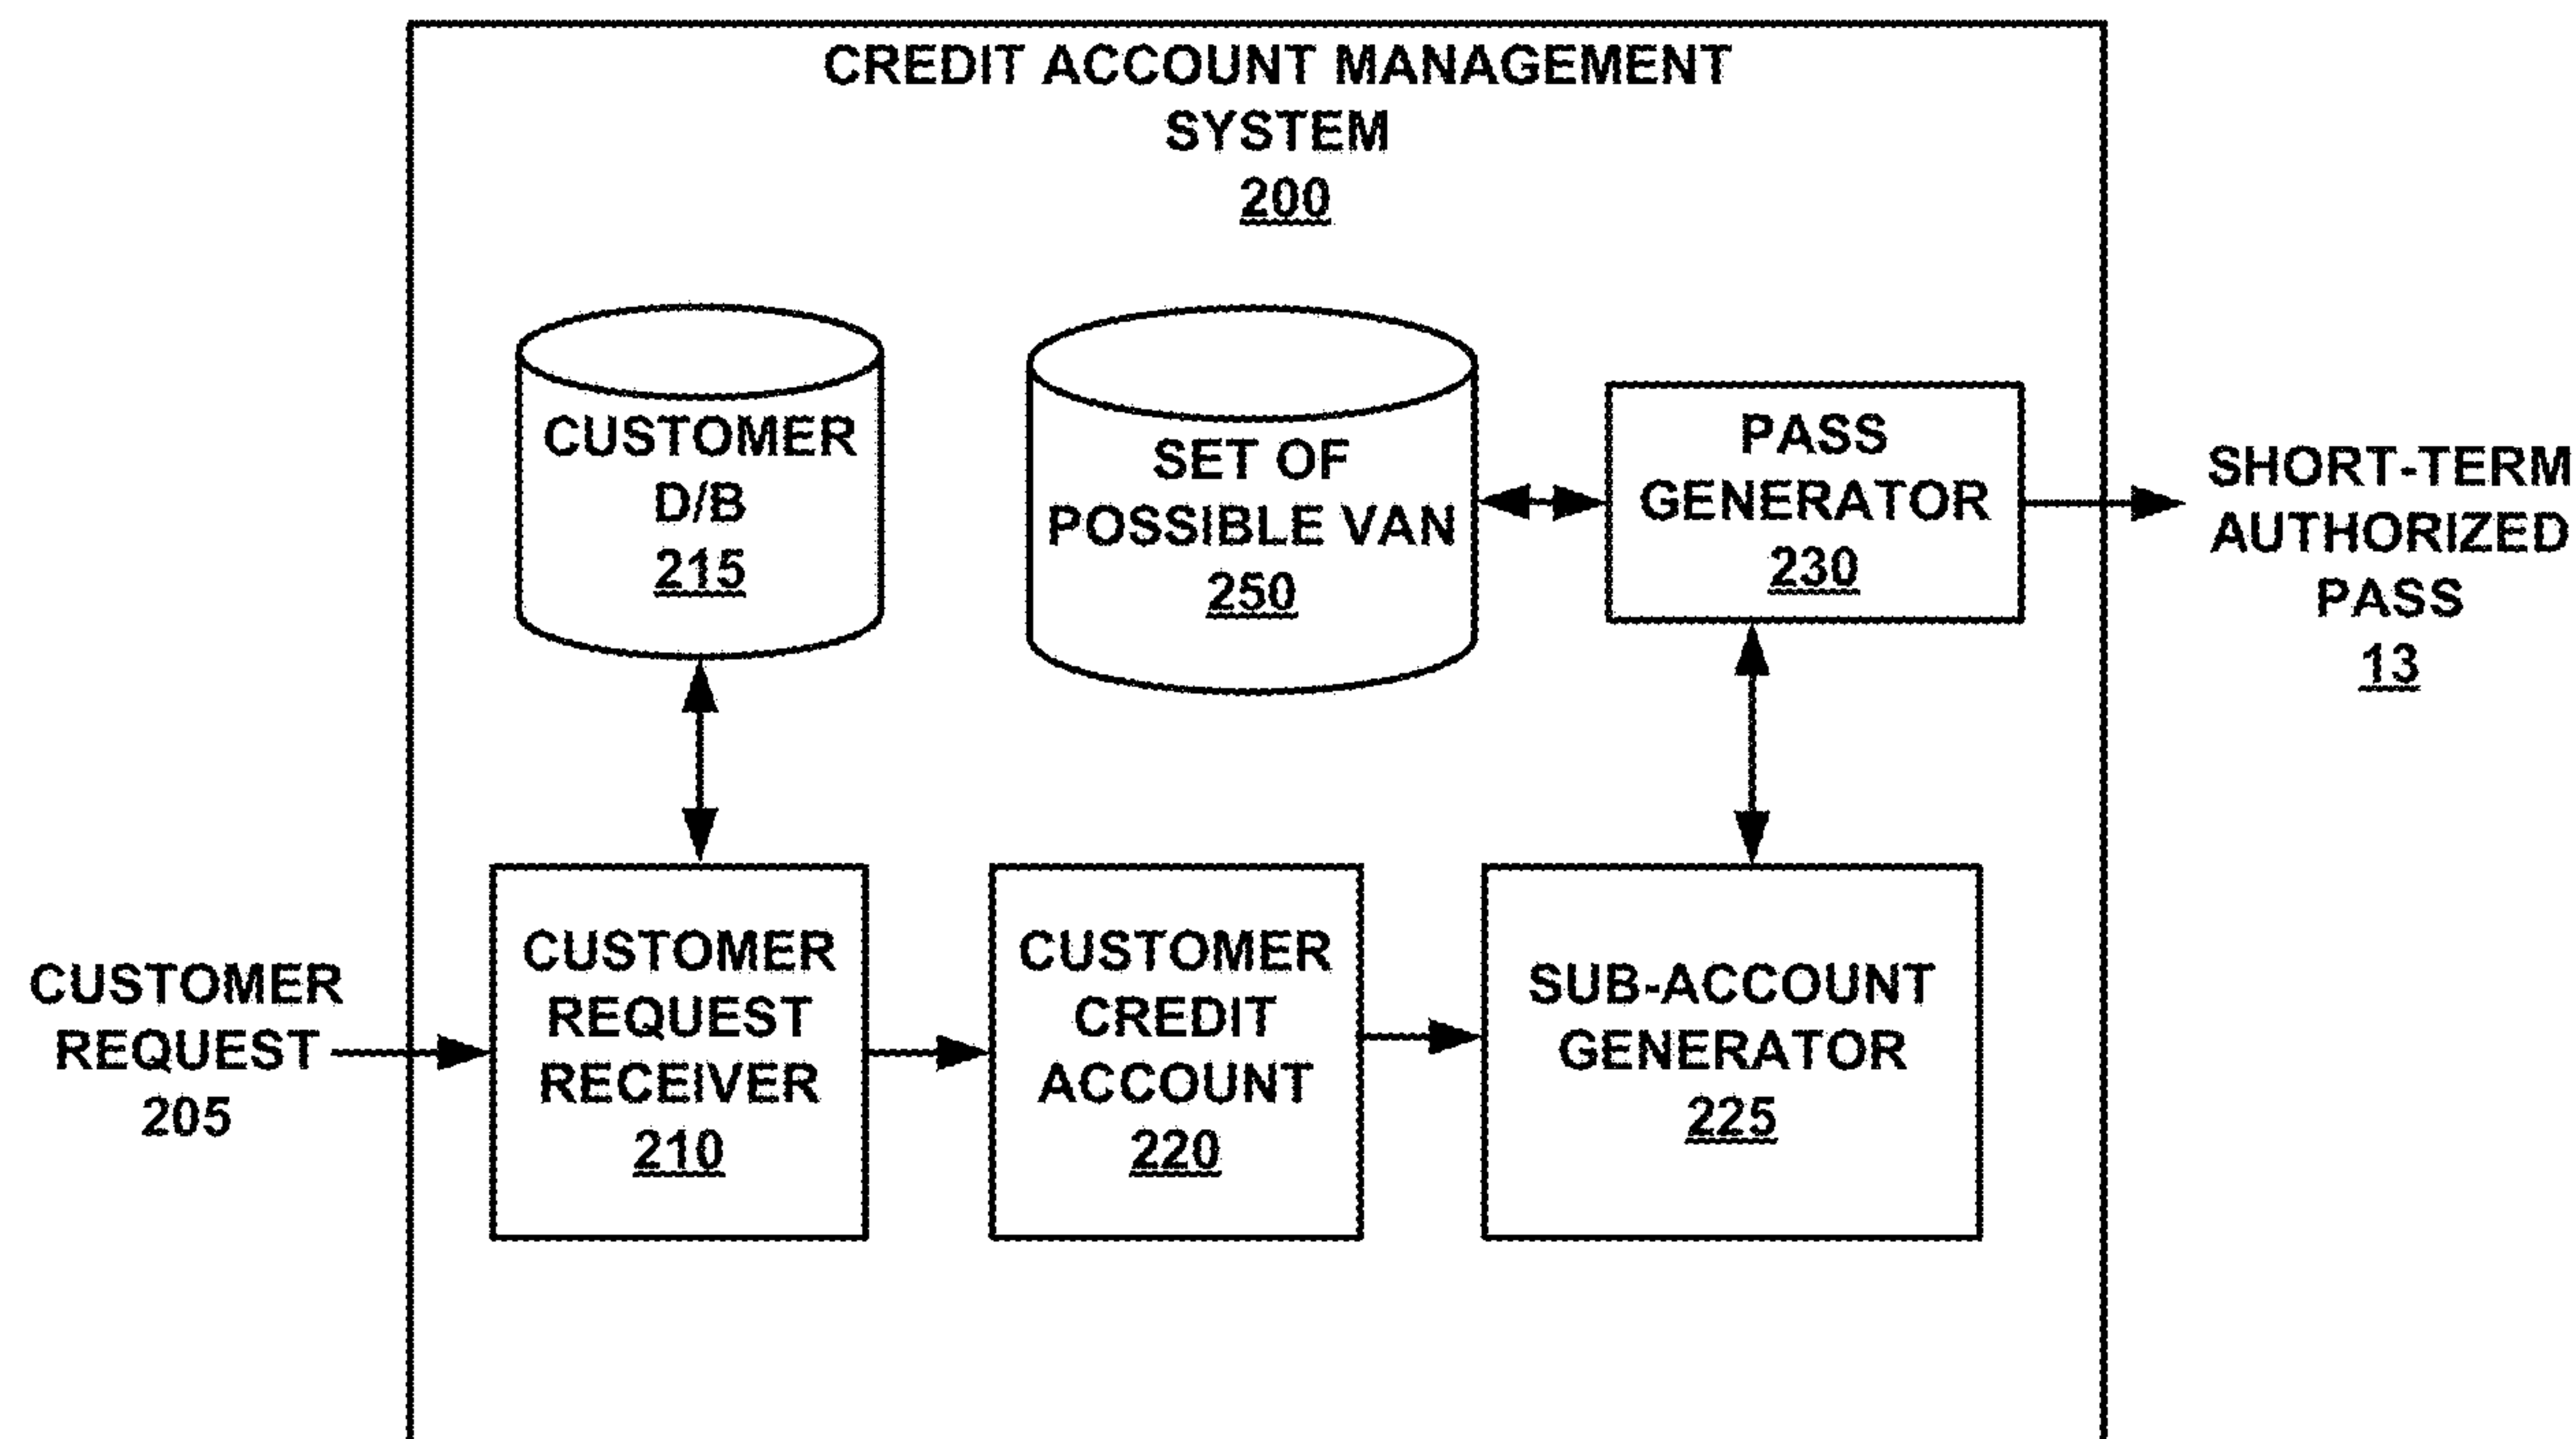 CREDIT ACCOUNT MANAGEMENT
SYSTEM
200
CUSTOMER
D/B
215
SET OF
POSSIBLE VAN
250
PASS
GENERATOR
230
SHORT-TERM
AUTHORIZED
PASS
13
CUSTOMER
REQUEST
205
CUSTOMER
REQUEST
RECEIVER
210
CUSTOMER
CREDIT
ACCOUNT
220
SUB-ACCOUNT
GENERATOR
225